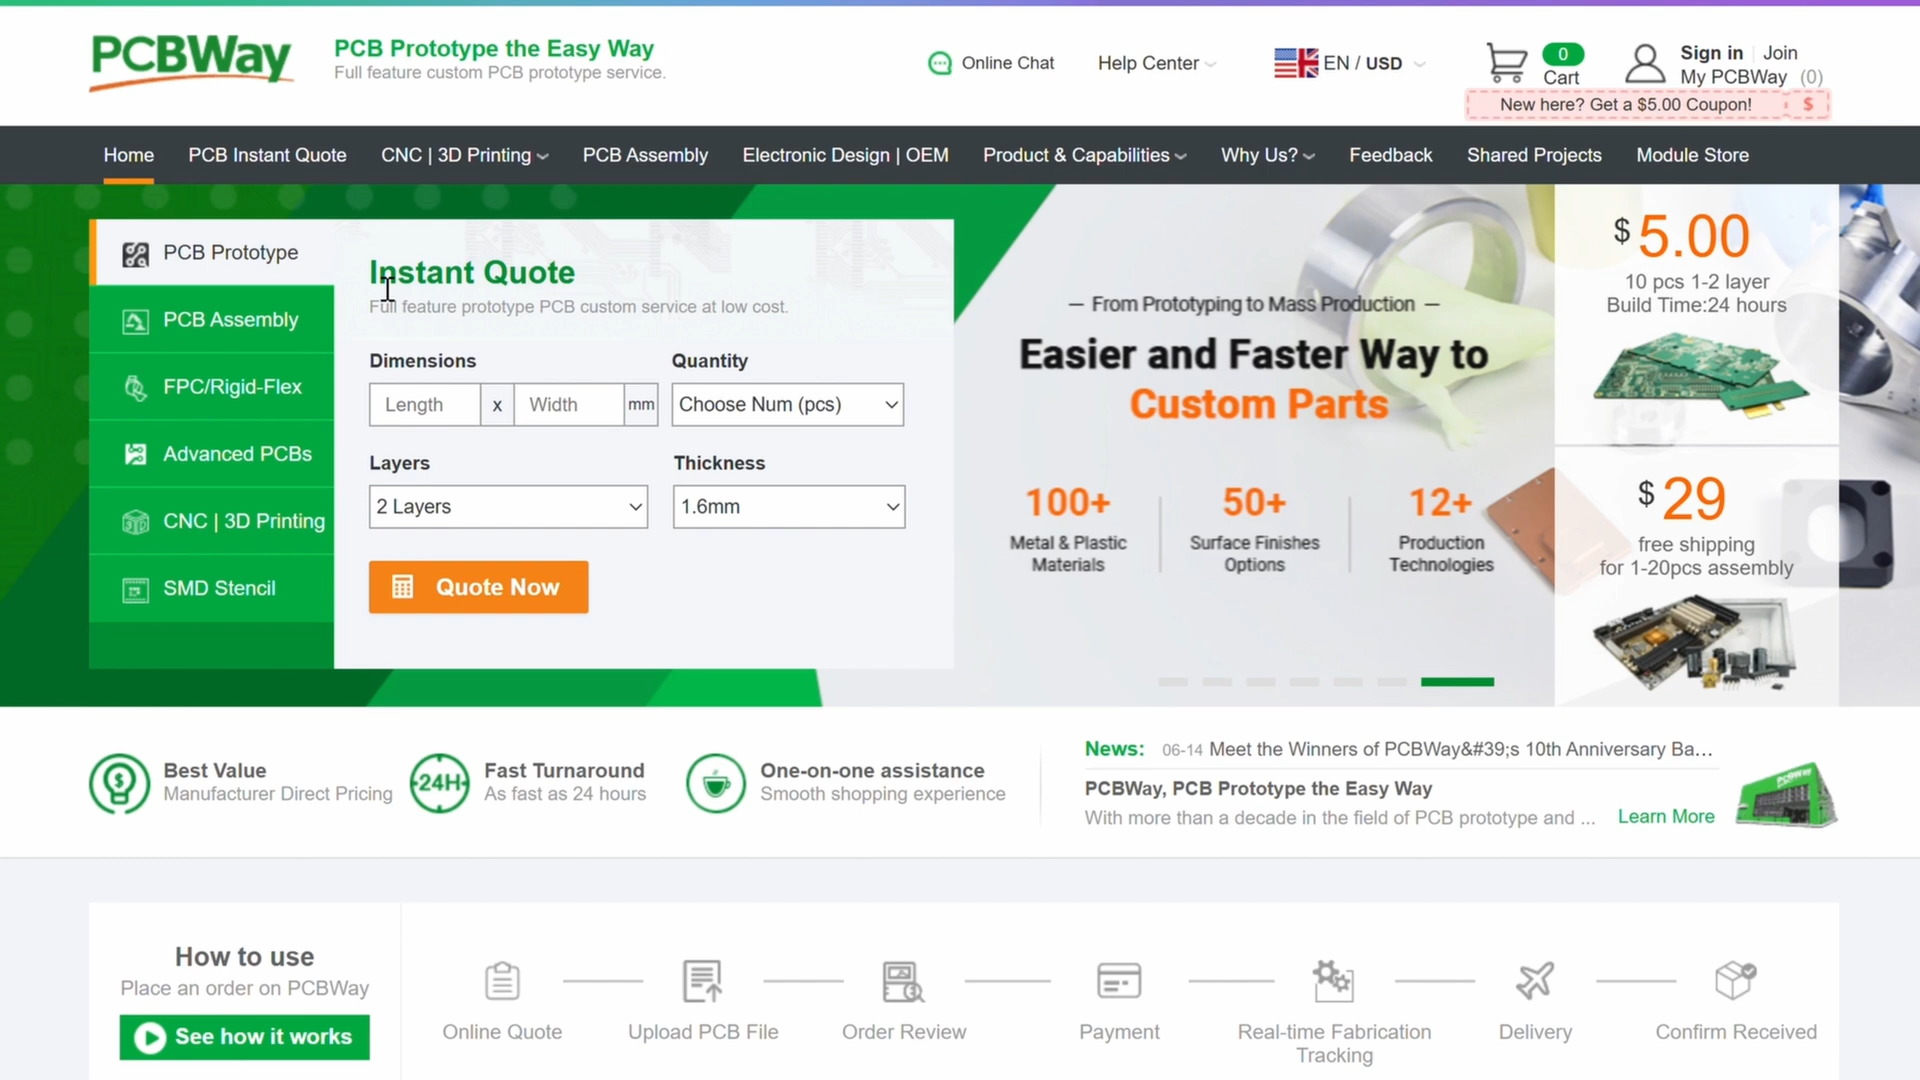 PCBWay
PCB Prototype the Easy Way
Full feature custom PCB prototype service.
Online Chat
Help Center
EN / USD
0
Cart
Sign in Join
My PCBWay (0)
New here? Get a $5.00 Coupon! $
Home PCB Instant Quote CNC | 3D Printing PCB Assembly Electronic Design | OEM Product & Capabilities Why Us? Feedback Shared Projects Module Store
PCB Prototype
PCB Assembly
FPC/Rigid-Flex
Advanced PCBs
CNC | 3D Printing
SMD Stencil
Instant Quote
Full feature prototype PCB custom service at low cost.
Dimensions Quantity
Length x Width mm Choose Num (pcs)
Layers Thickness
2 Layers 1.6mm
Quote Now
— From Prototyping to Mass Production —
Easier and Faster Way to
Custom Parts
100+ 50+ 12+
Metal & Plastic Surface Finishes Production
Materials Options Technologies
$ 5.00
10 pcs 1-2 layer
Build Time:24 hours
$ 29
free shipping
for 1-20pcs assembly
Best Value
Manufacturer Direct Pricing
24H
Fast Turnaround
As fast as 24 hours
One-on-one assistance
Smooth shopping experience
News: 06-14 Meet the Winners of PCBWay&#39;s 10th Anniversary Ba...
PCBWay, PCB Prototype the Easy Way
With more than a decade in the field of PCB prototype and ... Learn More
PCBWay
How to use
Place an order on PCBWay
See how it works
Online Quote
Upload PCB File
Order Review
Payment
Real-time Fabrication
Tracking
Delivery
Confirm Received